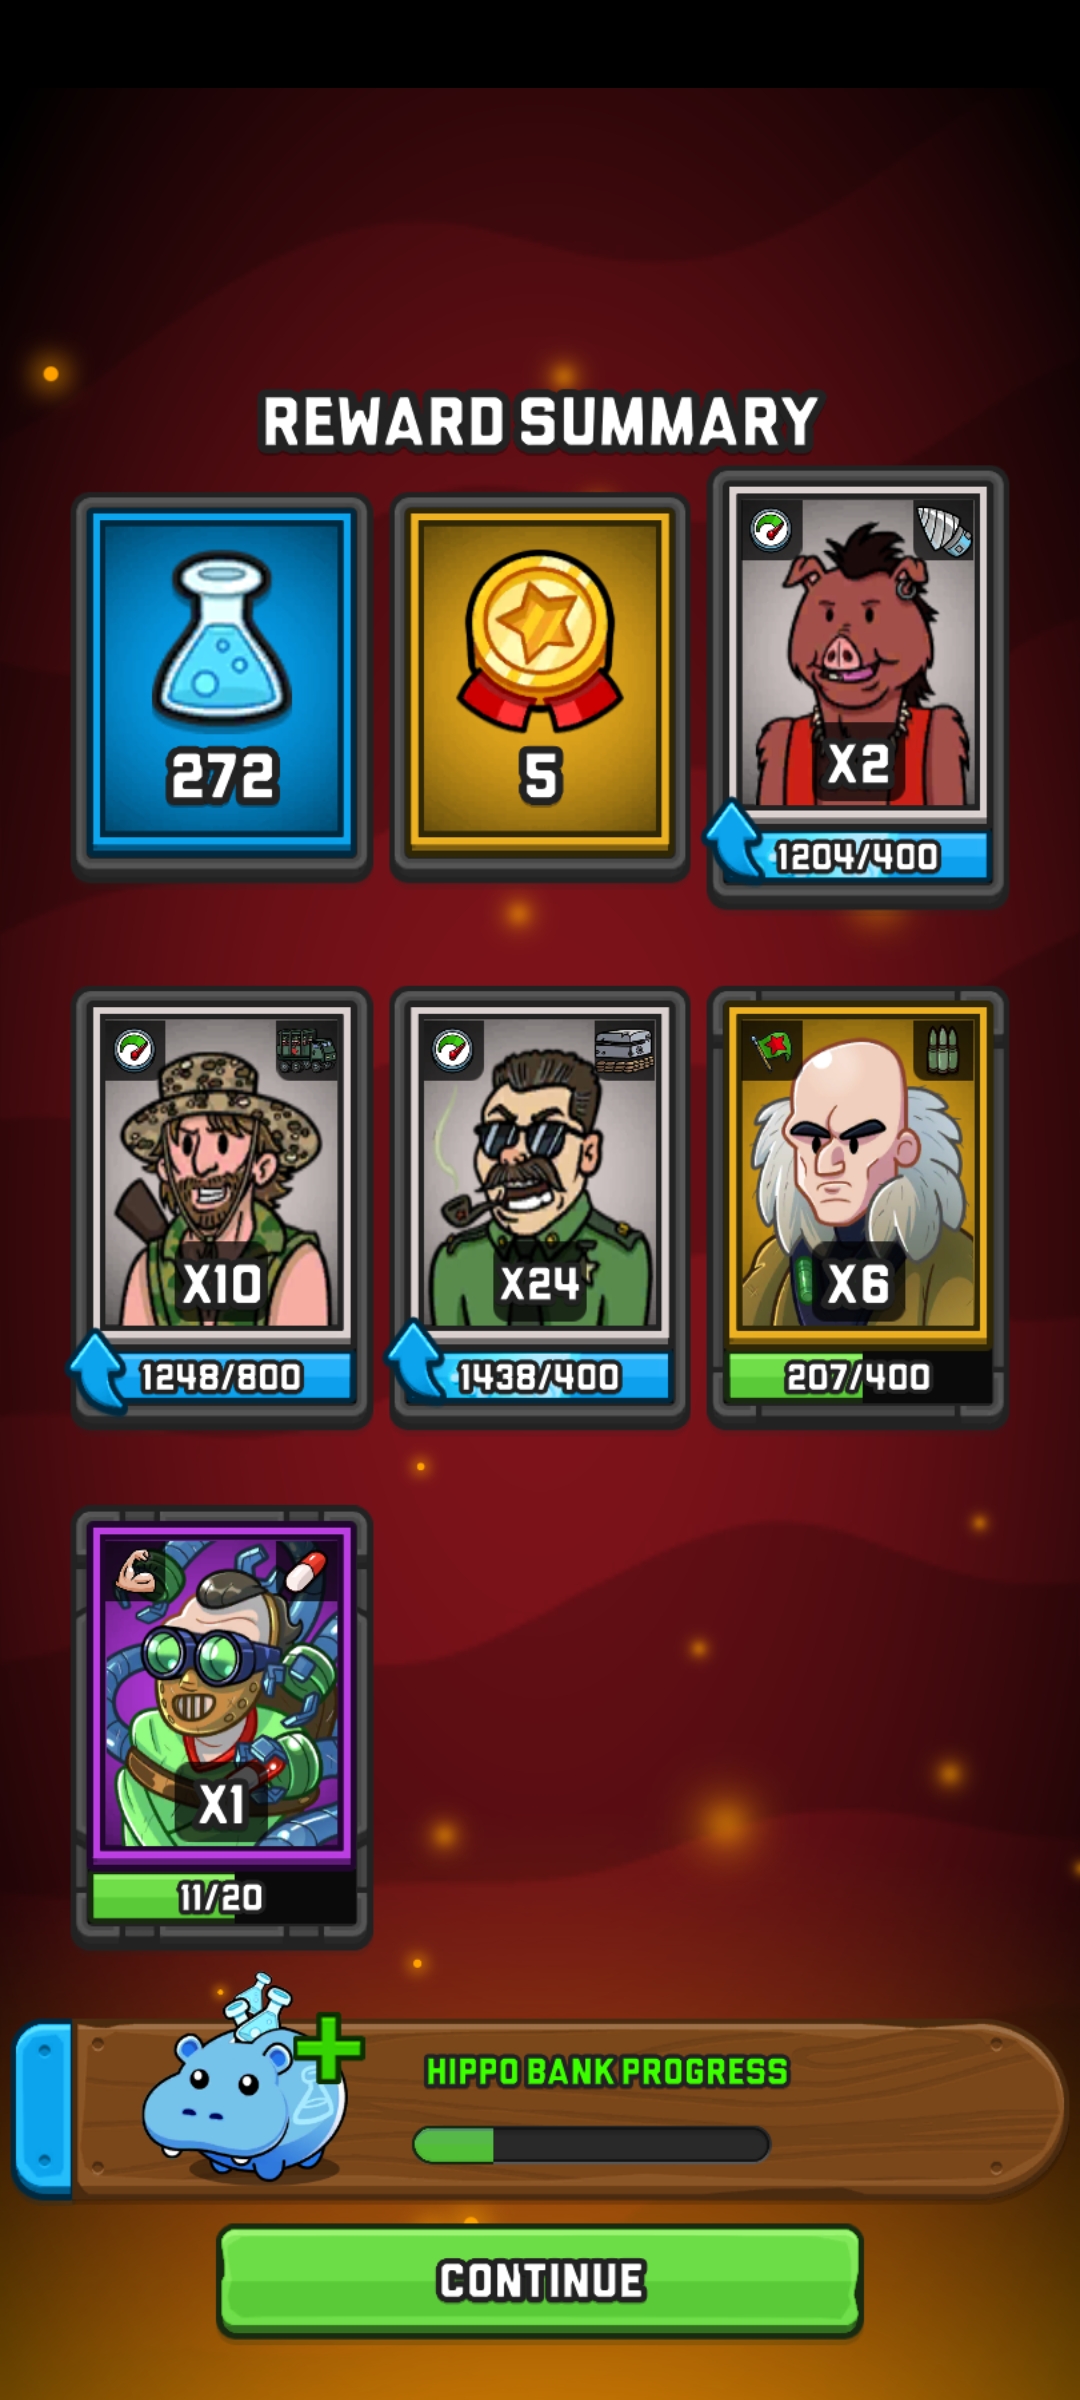 REWARD SUMMARY
272
5
X2
1204/400
X10
1248/800
X24
1438/400
X6
207/400
X1
11/20
HIPPO BANK PROGRESS
CONTINUE